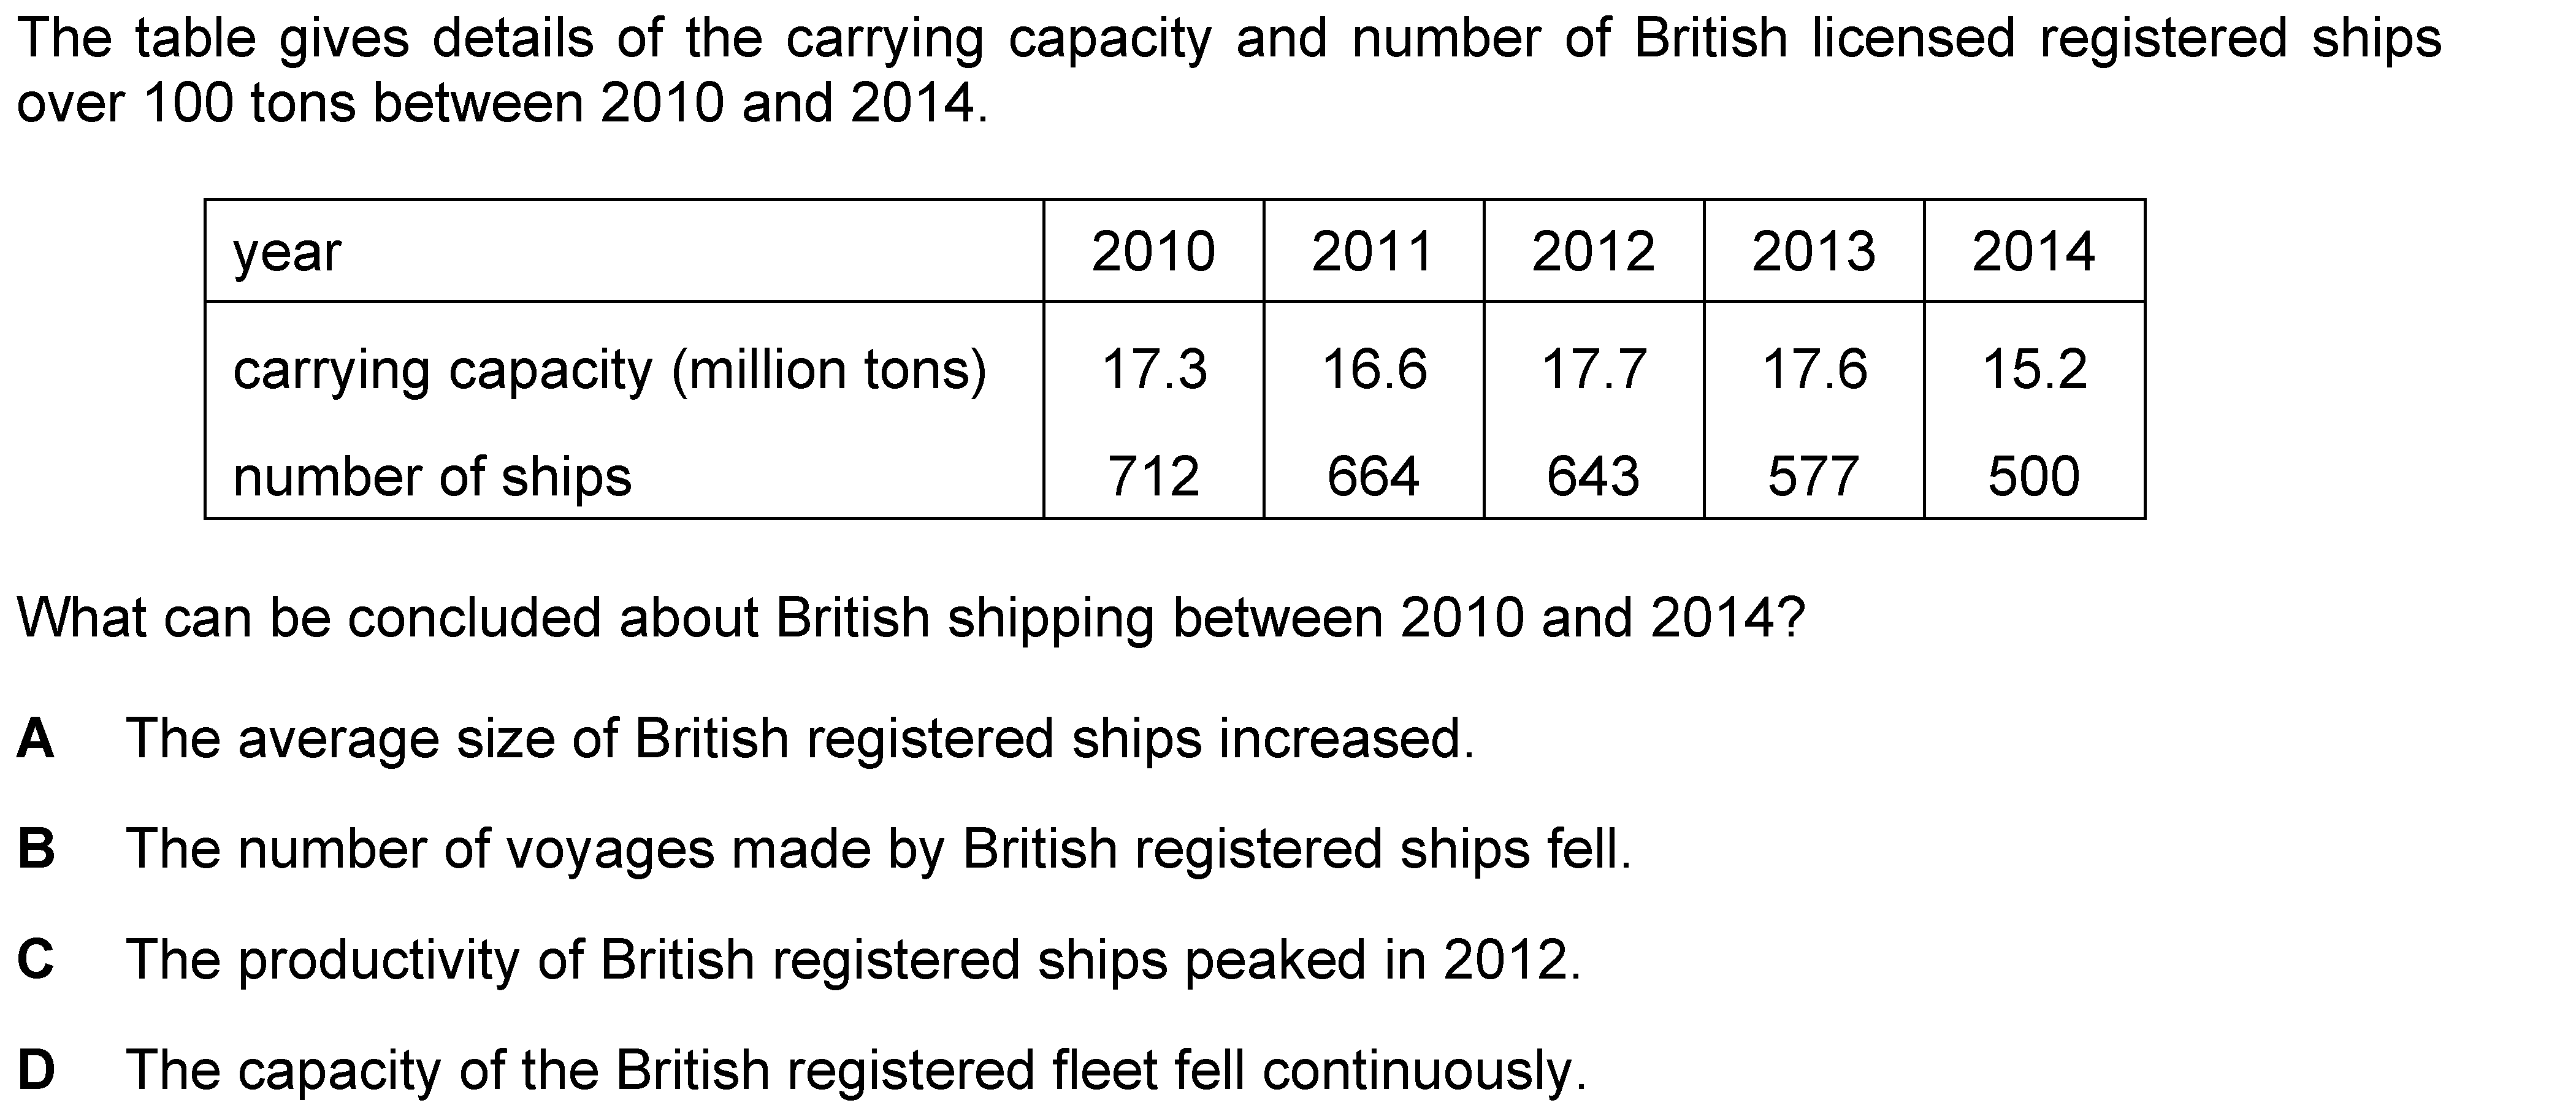 The table gives details of the carrying capacity and number of British licensed registered ships
over 100 tons between 2010 and 2014.
year 2010 2011 2012 2013 2014
carrying capacity (million tons) 17.3 16.6 17.7 17.6 15.2
number of ships 712 664 643 577 500
What can be concluded about British shipping between 2010 and 2014?
A The average size of British registered ships increased.
B The number of voyages made by British registered ships fell.
C The productivity of British registered ships peaked in 2012.
D The capacity of the British registered fleet fell continuously.